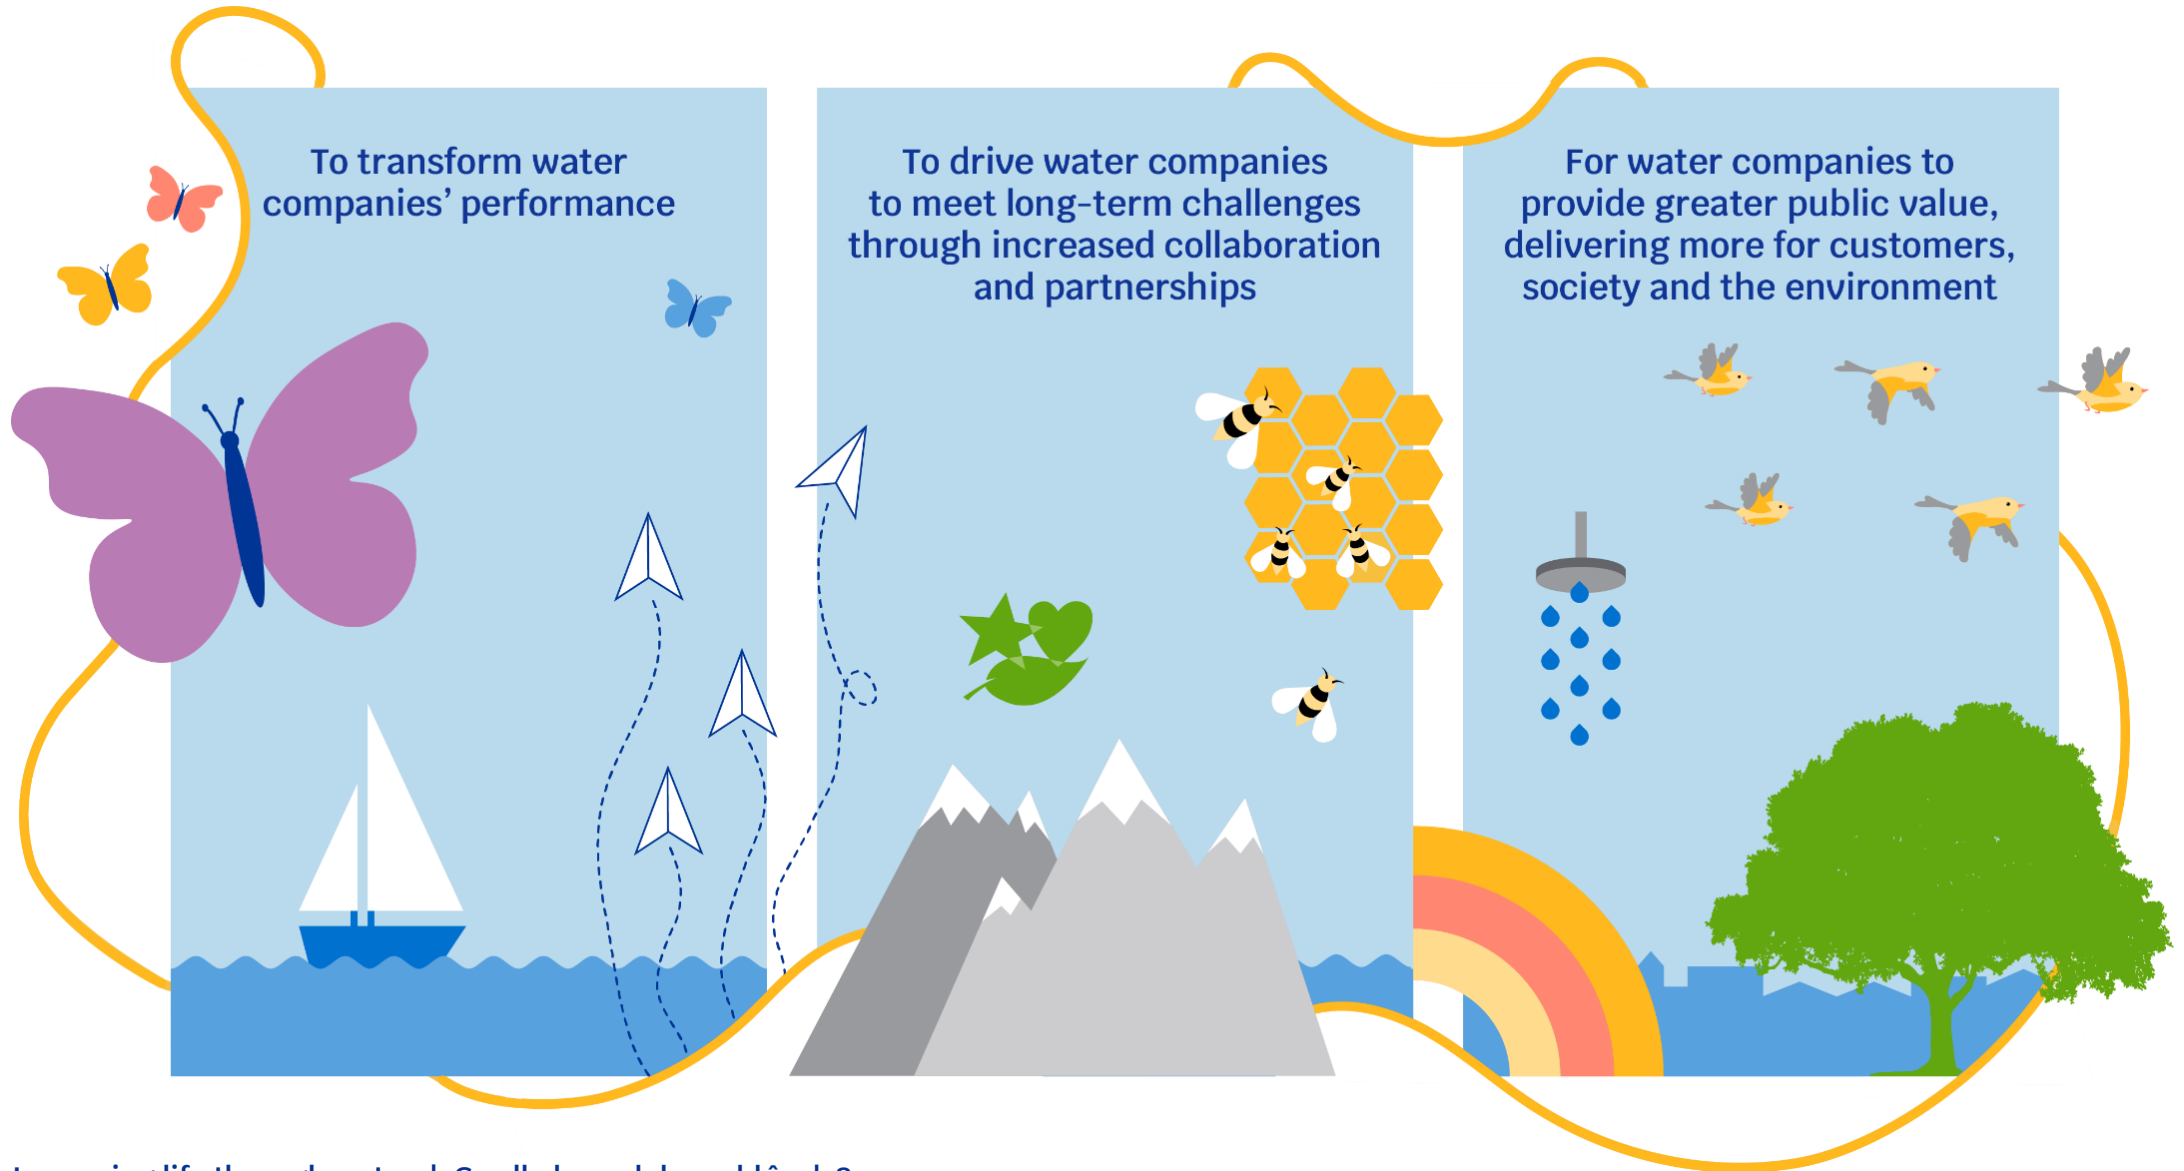 To transform water
companies’ performance
To drive water companies
to meet long-term challenges
through increased collaboration
and partnerships
For water companies to
provide greater public value,
delivering more for customers,
society and the environment